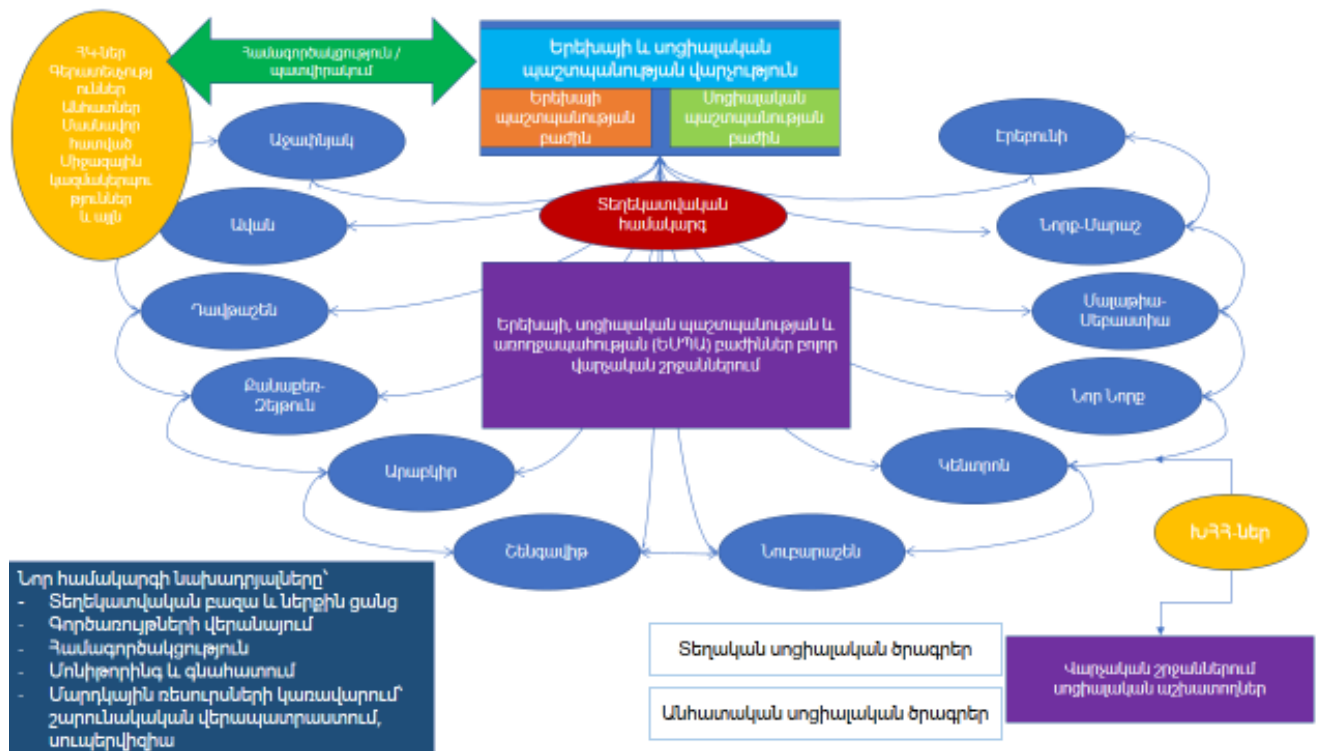 ՀԿ-ներ
Գերատեսչությ
ուններ
Անհատներ
Մասնավոր
հատված
Միջազային
կազմակերպու
թյուններ
և այլն
Համագործակցություն /
պատվիրակում
Երեխայի և սոցիալական
պաշտպանության վարչություն
Երեխայի
պաշտպանության
բաժին
Սոցիալական
պաշտպանության
բաժին
Աջափնյակ
Էրեբունի
Տեղեկատվական
համակարգ
Ավան
Նորք-Մարաշ
Դավթաշեն
Մալաթիա-
Սեբաստիա
Երեխայի, սոցիալական պաշտպանության և
առողջապահության (ԵՍՊԱ) բաժիններ բոլոր
վարչական շրջաններում
Քանաքեռ-
Զեյթուն
Նոր Նորք
Արաբկիր
Կենտրոն
Շենգավիթ
Նուբարաշեն
ԽՀՀ-ներ
Նոր համակարգի նախադրյալները՝
- Տեղեկատվական բազա և ներքին ցանց
- Գործառույթների վերանայում
- Համագործակցություն
- Մոնիթորինգ և գնահատում
- Մարդկային ռեսուրսների կառավարում՝
շարունակական վերապատրաստում,
սուպերվիզիա
Տեղական սոցիալական ծրագրեր
Անհատական սոցիալական ծրագրեր
Վարչական շրջաններում
սոցիալական աշխատողներ